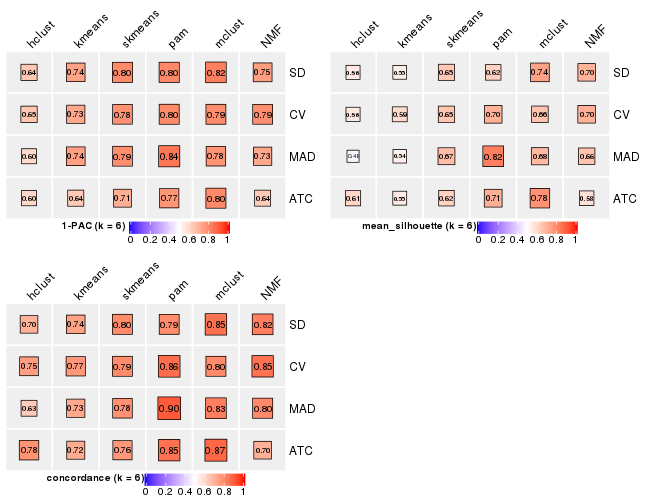 hclust kmeans skmeans pam mclust NMF
0.64 0.74 0.80 0.80 0.82 0.75 SD
0.65 0.73 0.78 0.80 0.79 0.79 CV
0.60 0.74 0.79 0.84 0.78 0.73 MAD
0.60 0.64 0.71 0.77 0.80 0.64 ATC
1-PAC (k = 6)
0 0.2 0.4 0.6 0.8 1
hclust kmeans skmeans pam mclust NMF
0.56 0.55 0.65 0.62 0.74 0.70 SD
0.56 0.59 0.65 0.70 0.66 0.70 CV
0.54 0.67 0.82 0.68 0.66 MAD
0.61 0.55 0.62 0.71 0.78 0.58 ATC
mean_silhouette (k = 6)
0 0.2 0.4 0.6 0.8 1
hclust kmeans skmeans pam mclust NMF
0.70 0.74 0.80 0.79 0.85 0.82 SD
0.75 0.77 0.79 0.86 0.80 0.85 CV
0.63 0.73 0.78 0.90 0.83 0.80 MAD
0.78 0.72 0.76 0.85 0.87 0.70 ATC
concordance (k = 6)
0 0.2 0.4 0.6 0.8 1